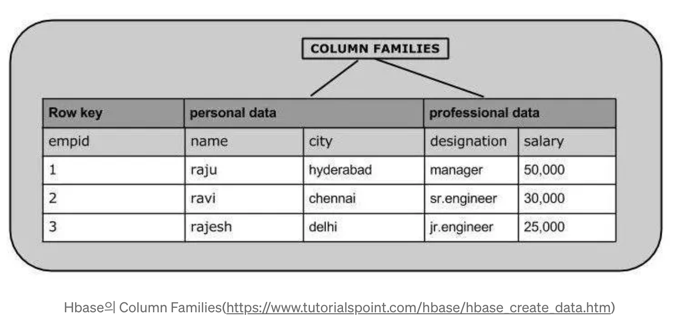 COLUMN FAMILIES
Row key personal data professional data
empid name city designation salary
1 raju hyderabad manager 50,000
2 ravi chennai sr.engineer 30,000
3 rajesh delhi jr.engineer 25,000
Hbase의 Column Families(https://www.tutorialspoint.com/hbase/hbase_create_data.htm)